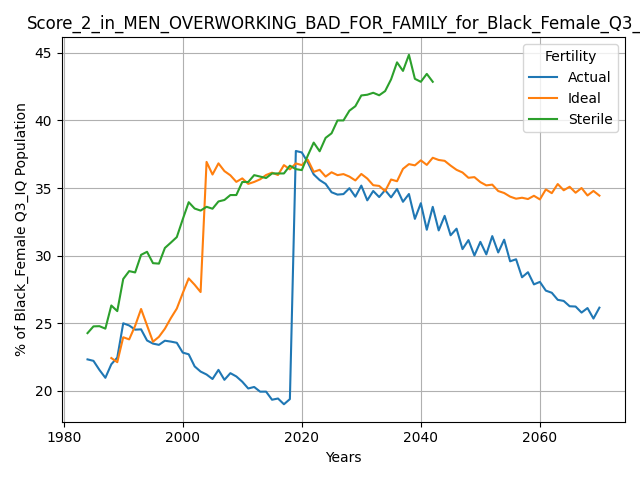 Score_2_in_MEN_OVERWORKING_BAD_FOR_FAMILY_for_Black_Female_Q3_
Fertility
Actual
Ideal
Sterile
% of Black_Female Q3_IQ Population
45
40
35
30
25
20
1980
2000
2020
2040
2060
Years